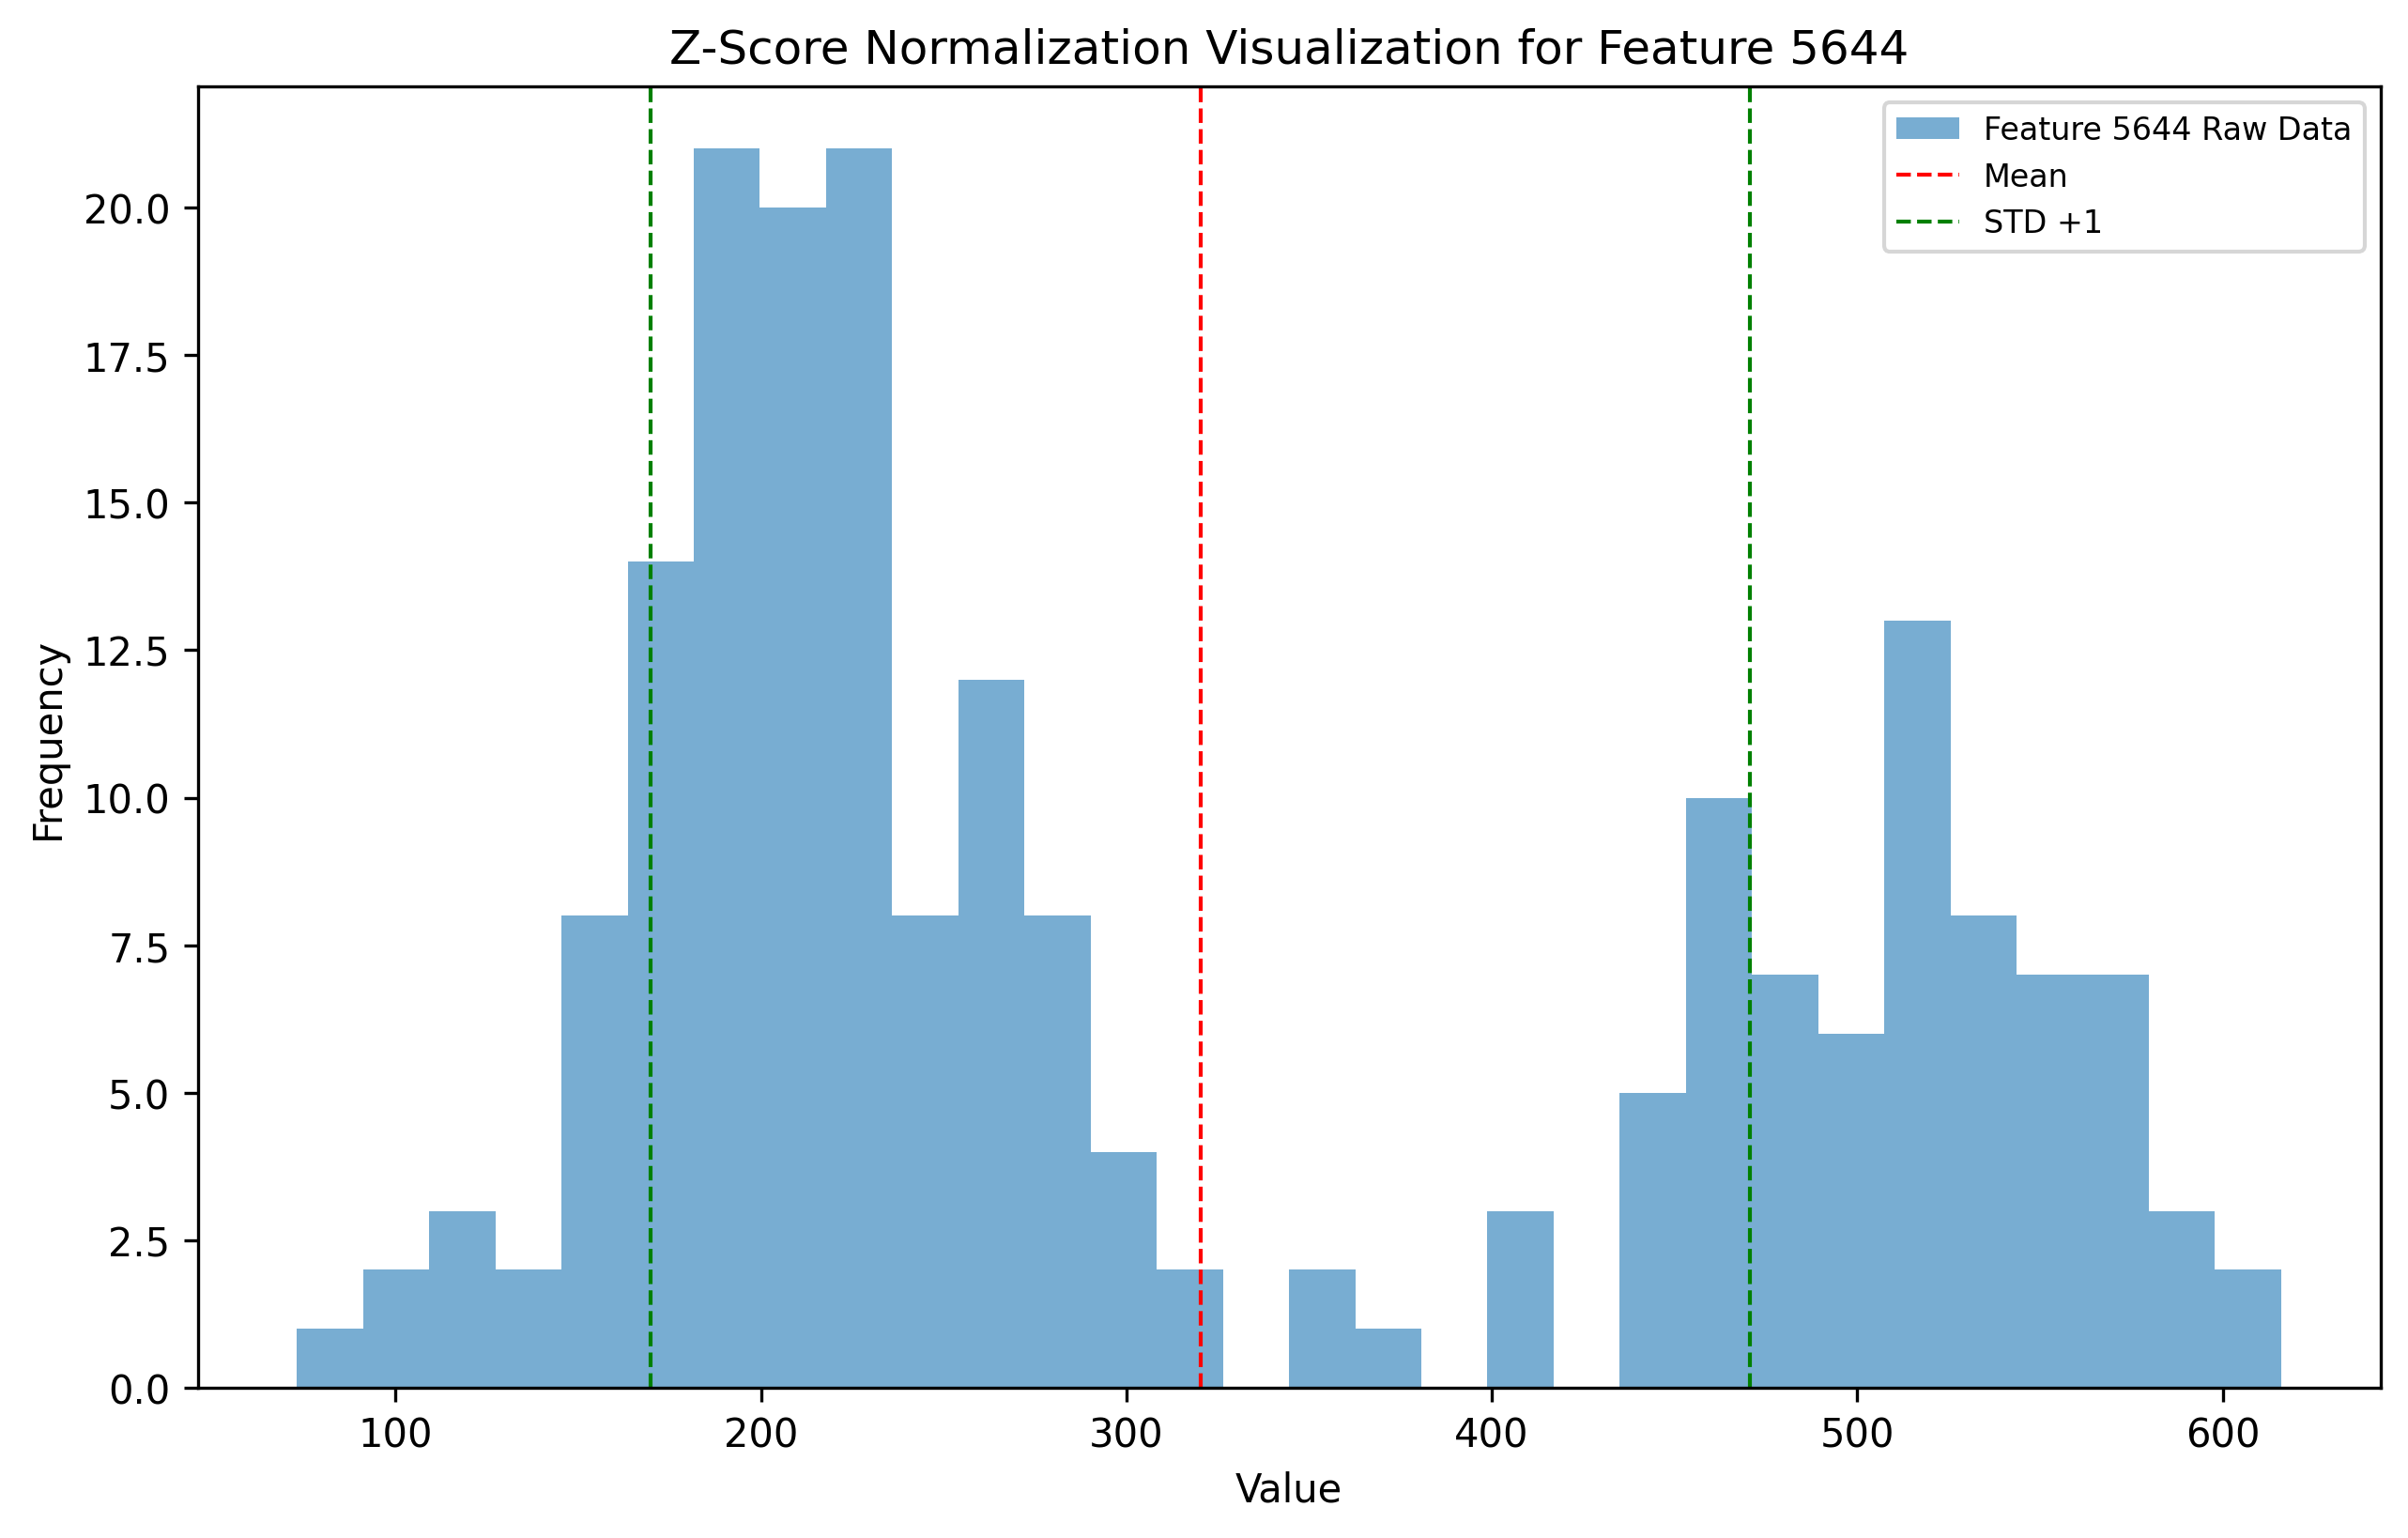 Z-Score Normalization Visualization for Feature 5644
Feature 5644 Raw Data
Mean
STD +1
Frequency
20.0
17.5
15.0
12.5
10.0
7.5
5.0
2.5
0.0
100 200 300 400 500 600
Value